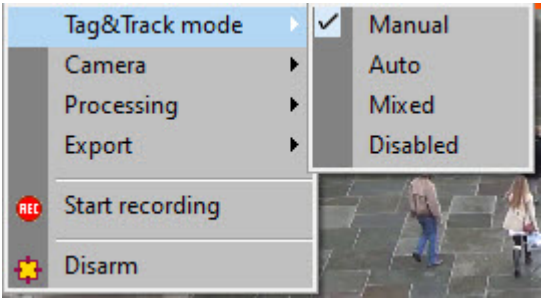 Tag&Track mode
Camera
Processing
Export
REC Start recording
Disarm
Manual
Auto
Mixed
Disabled